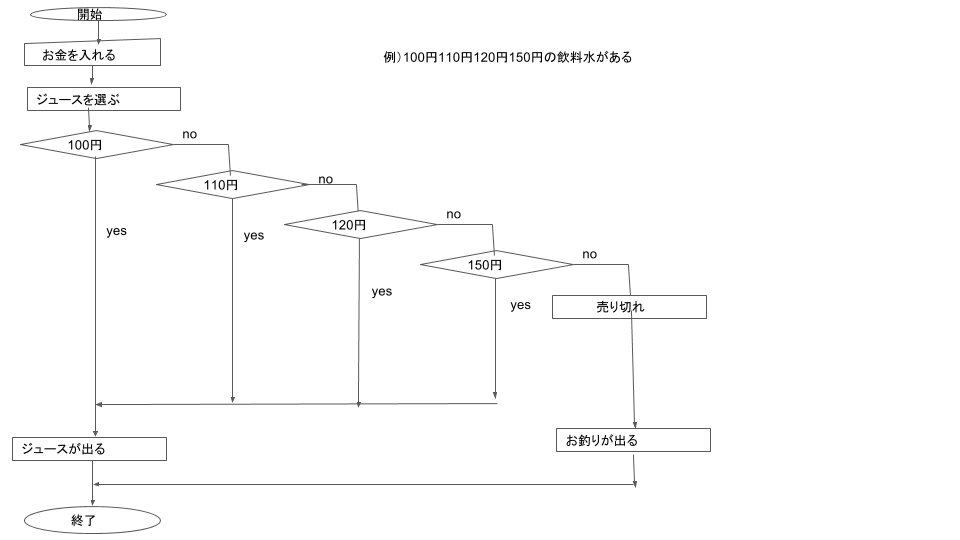 開始
お金を入れる
例）100円110円120円150円の飲料水がある
ジュースを選ぶ
100円
no
110円
no
120円
no
150円
no
yes
yes
yes
yes
売り切れ
ジュースが出る
お釣りが出る
終了